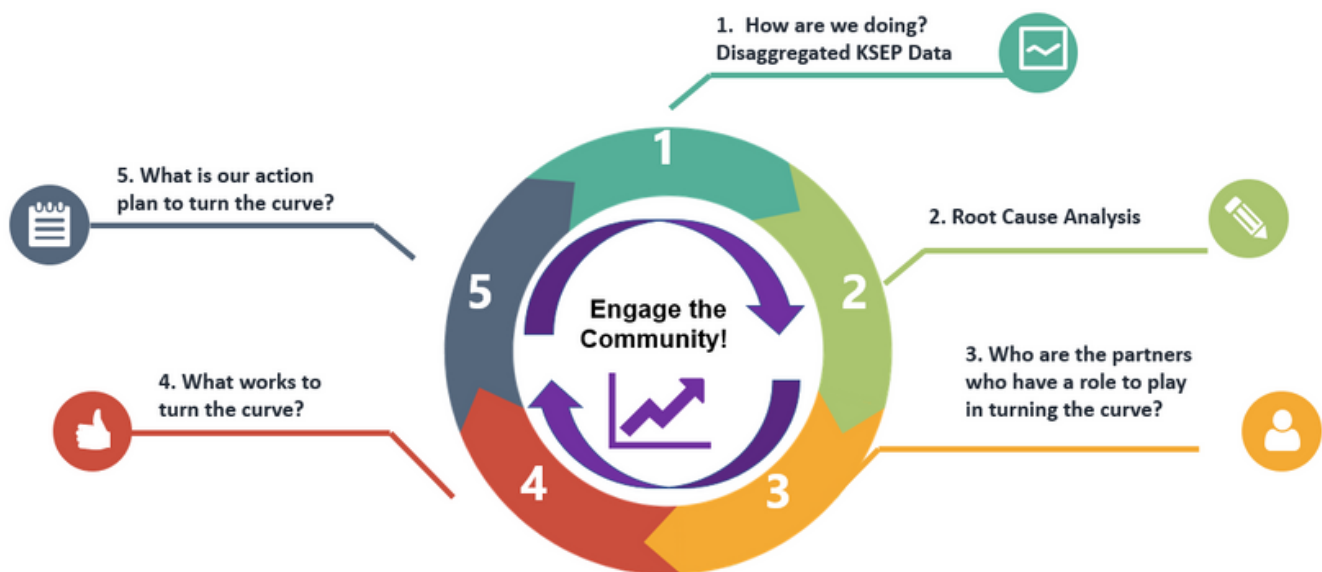 1. How are we doing?
Disaggregated KSEP Data
5. What is our action
plan to turn the curve?
2. Root Cause Analysis
3. Who are the partners
who have a role to play
in turning the curve?
4. What works to
turn the curve?
1
2
3
4
5
Engage the
Community!